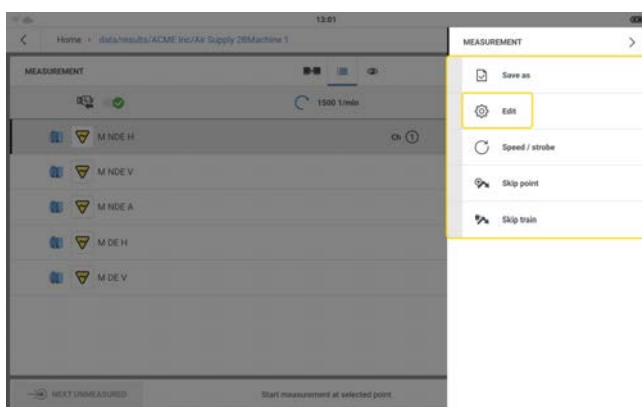 13:01
Home › data/results/ACME Inc/Air Supply 2BMachine 1
MEASUREMENT
1500 1/min
M NDE H
Ch 1
M NDE V
M NDE A
M DE H
M DE V
NEXT UNMEASURED
Start measurement at selected point.
MEASUREMENT
Save as
Edit
Speed / strobe
Skip point
Skip train